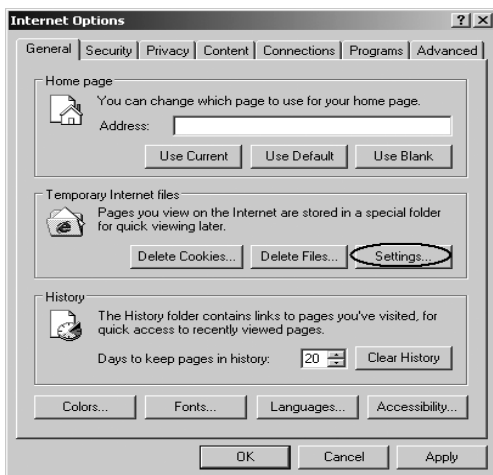 Internet Options
General Security Privacy Content Connections Programs Advanced
Home page
You can change which page to use for your home page.
Address:
Use Current Use Default Use Blank
Temporary Internet files
Pages you view on the Internet are stored in a special folder
for quick viewing later.
Delete Cookies... Delete Files... Settings...
History
The History folder contains links to pages you've visited, for
quick access to recently viewed pages.
Days to keep pages in history: 20 Clear History
Colors... Fonts... Languages... Accessibility...
OK Cancel Apply